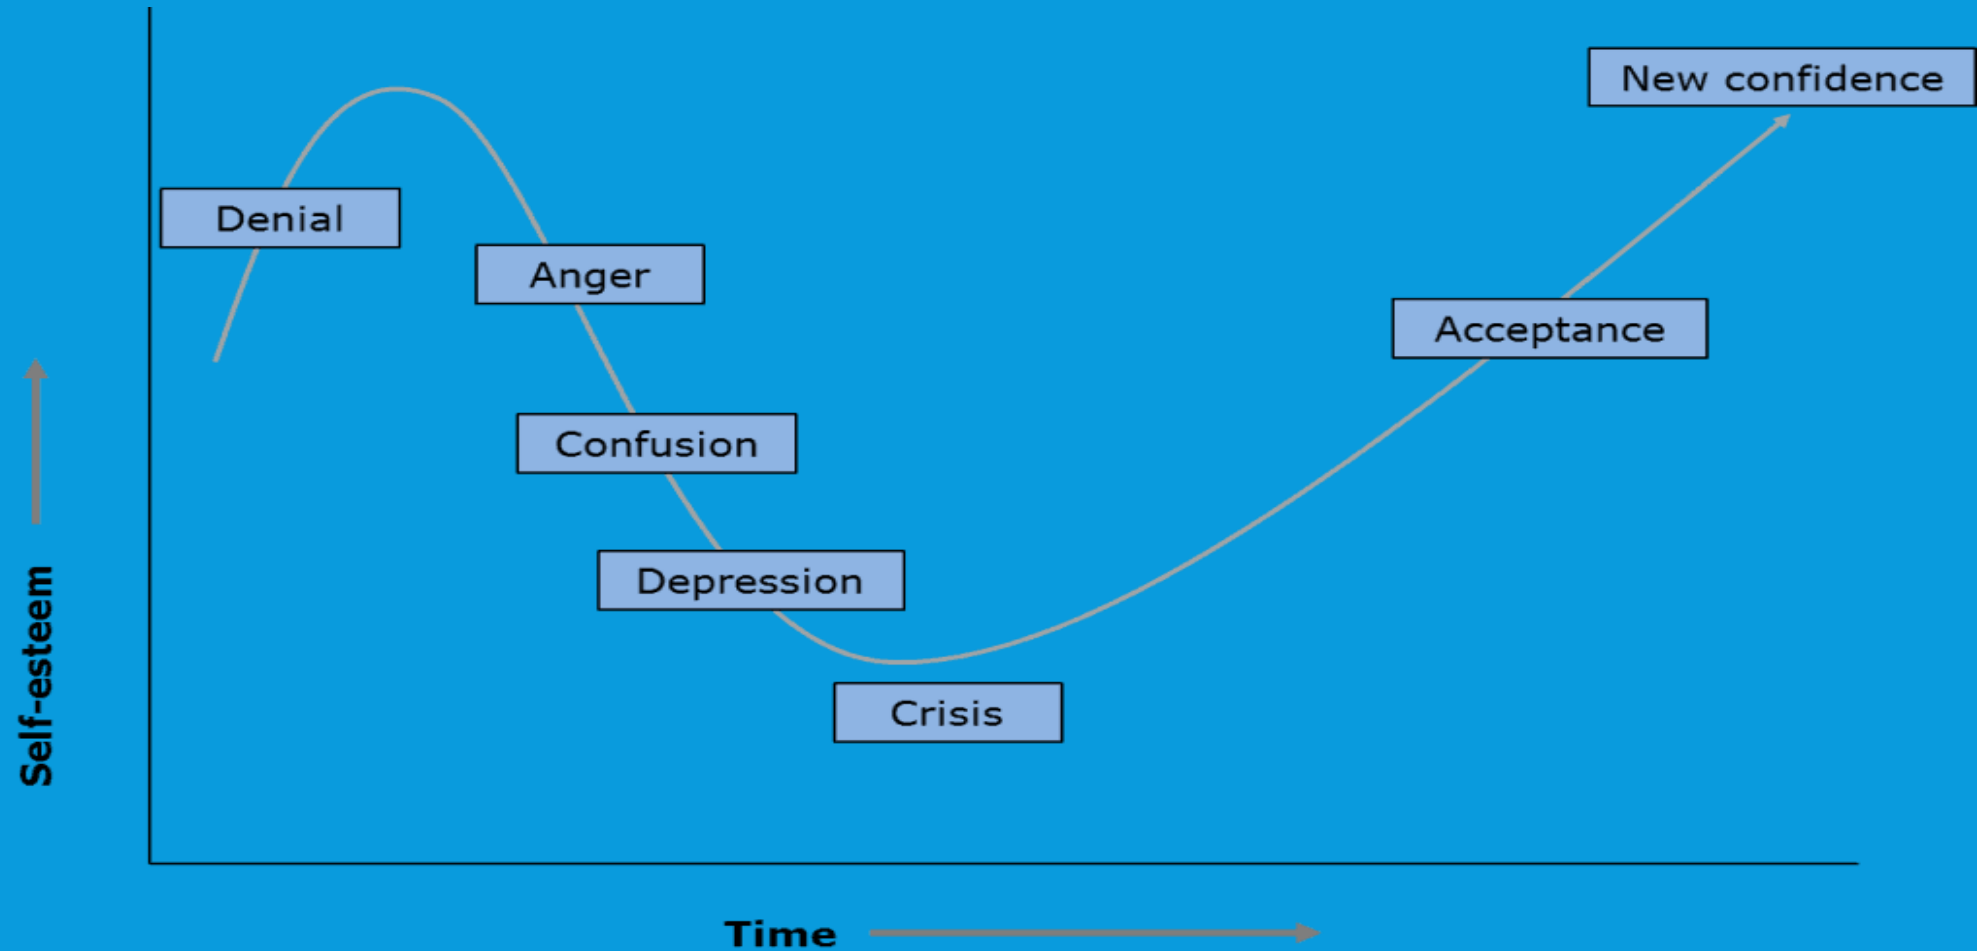 New confidence
Denial
Anger
Acceptance
Confusion
Depression
Crisis
Self-esteem
Time